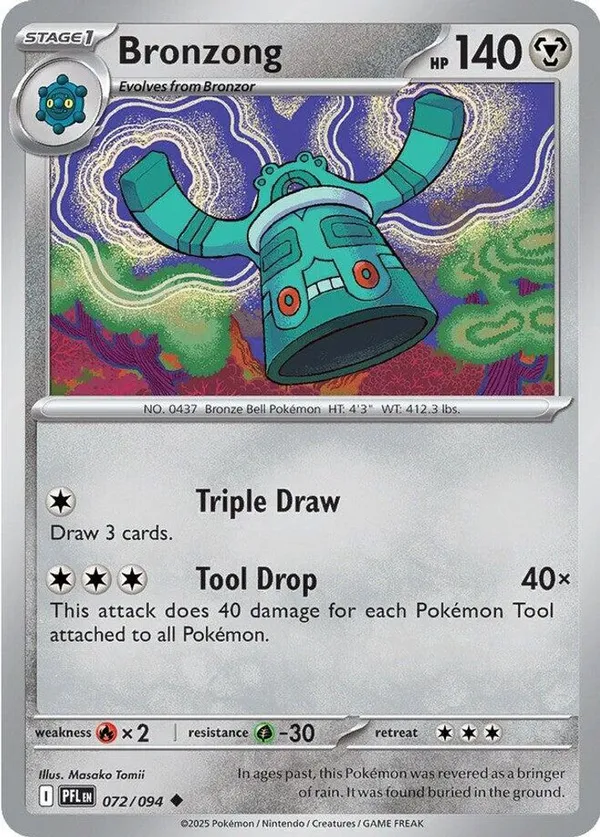 STAGE 1
Bronzong
HP 140
Evolves from Bronzor
NO. 0437 Bronze Bell Pokémon HT: 4'3" WT: 412.3 lbs.
Triple Draw
Draw 3 cards.
Tool Drop 40×
This attack does 40 damage for each Pokémon Tool
attached to all Pokémon.
weakness ×2 resistance -30 retreat
Illus. Masako Tomii
In ages past, this Pokémon was revered as a bringer
of rain. It was found buried in the ground.
I PFL EN 072/094
©2025 Pokémon / Nintendo / Creatures / GAME FREAK